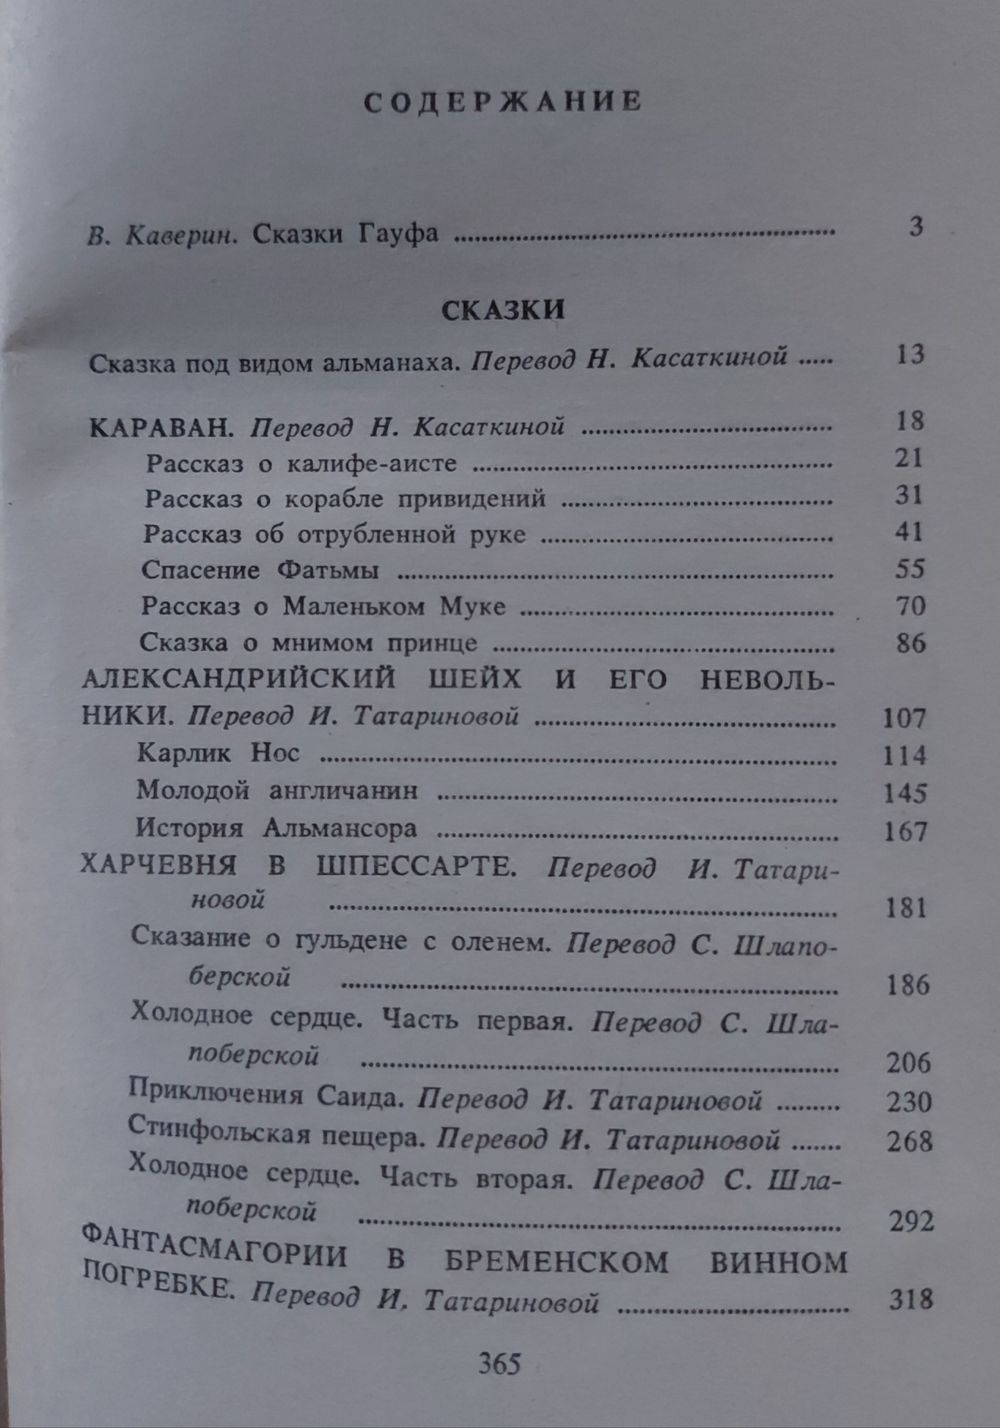 СОДЕРЖАНИЕ
В. Каверин. Сказки Гауфа ........ 3
СКАЗКИ
Сказка под видом альманаха. Перевод Н. Касаткиной ..... 13
КАРАВАН. Перевод Н. Касаткиной ........ 18
Рассказ о калифе-аисте ........ 21
Рассказ о корабле привидений ........ 31
Рассказ об отрубленной руке ........ 41
Спасение Фатьмы ........ 55
Рассказ о Маленьком Муке ........ 70
Сказка о мнимом принце ........ 86
АЛЕКСАНДРИЙСКИЙ ШЕЙХ И ЕГО НЕВОЛЬ-
НИКИ. Перевод И. Татариновой ........ 107
Карлик Нос ........ 114
Молодой англичанин ........ 145
История Альмансора ........ 167
ХАРЧЕВНЯ В ШПЕССАРТЕ. Перевод И. Татари-
новой ........ 181
Сказание о гульдене с оленем. Перевод С. Шлапо-
берской ........ 186
Холодное сердце. Часть первая. Перевод С. Шла-
поберской ........ 206
Приключения Саида. Перевод И. Татариновой ........ 230
Стинфольская пещера. Перевод И. Татариновой ....... 268
Холодное сердце. Часть вторая. Перевод С. Шла-
поберской ........ 292
ФАНТАСМАГОРИИ В БРЕМЕНСКОМ ВИННОМ
ПОГРЕБКЕ. Перевод И. Татариновой ........ 318
365